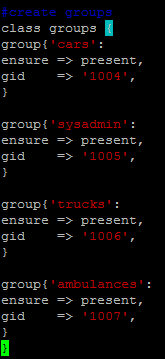 #create groups
class groups {
group{'cars':
ensure => present,
gid    => '1004',
}

group{'sysadmin':
ensure => present,
gid    => '1005',
}

group{'trucks':
ensure => present,
gid    => '1006',
}

group{'ambulances':
ensure => present,
gid    => '1007',
}
}